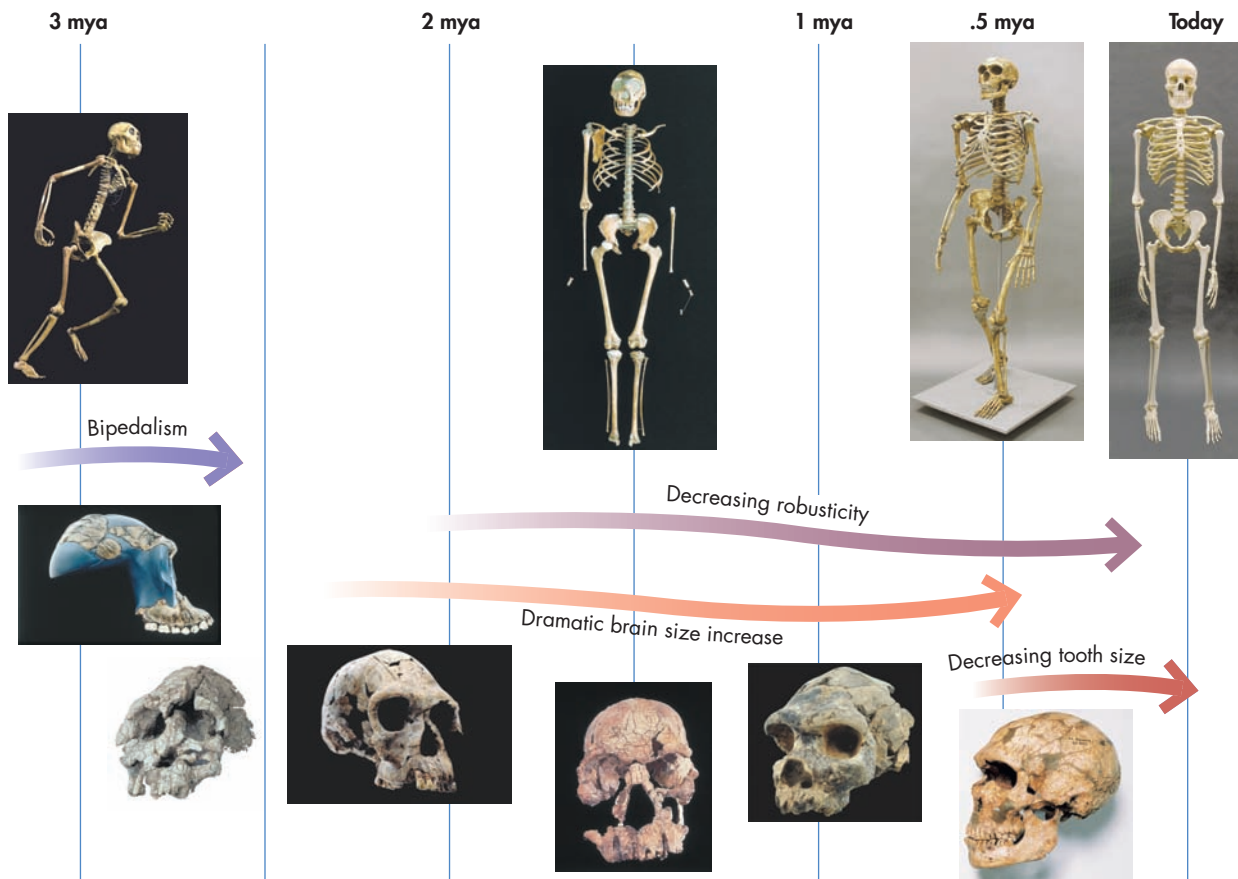 3 mya
2 mya
1 mya
.5 mya
Today
Bipedalism
Decreasing robusticity
Dramatic brain size increase
Decreasing tooth size